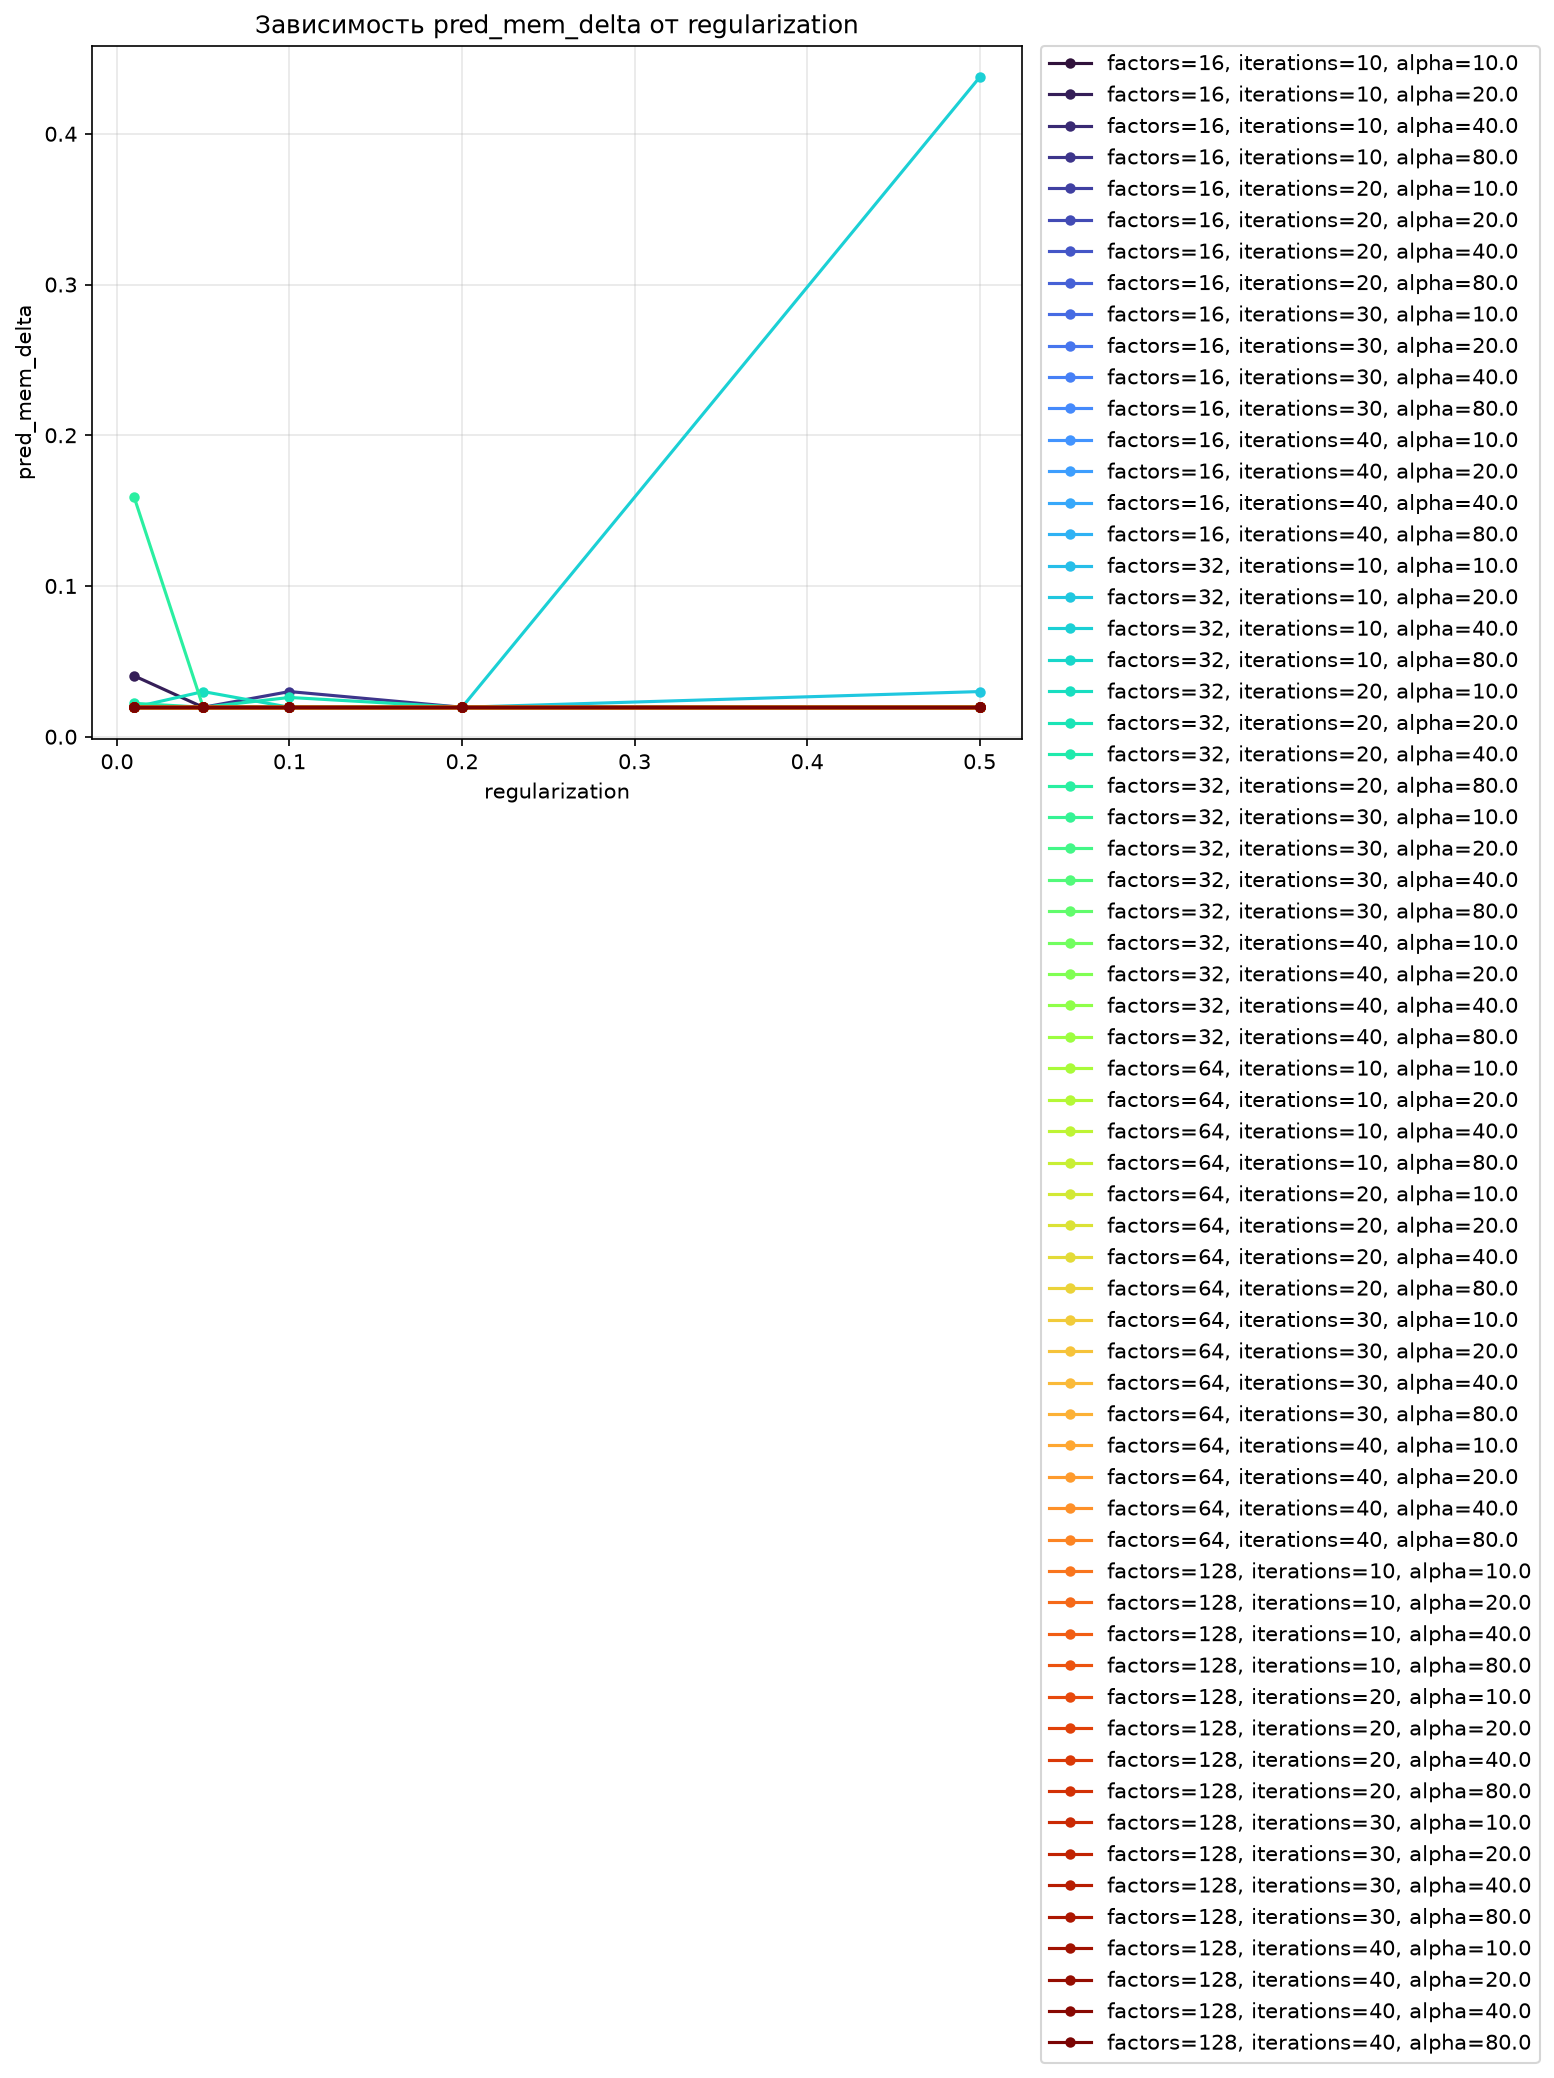 Зависимость pred_mem_delta от regularization
pred_mem_delta
0.4
0.3
0.2
0.1
0.0
0.0 0.1 0.2 0.3 0.4 0.5
regularization
factors=16, iterations=10, alpha=10.0
factors=16, iterations=10, alpha=20.0
factors=16, iterations=10, alpha=40.0
factors=16, iterations=10, alpha=80.0
factors=16, iterations=20, alpha=10.0
factors=16, iterations=20, alpha=20.0
factors=16, iterations=20, alpha=40.0
factors=16, iterations=20, alpha=80.0
factors=16, iterations=30, alpha=10.0
factors=16, iterations=30, alpha=20.0
factors=16, iterations=30, alpha=40.0
factors=16, iterations=30, alpha=80.0
factors=16, iterations=40, alpha=10.0
factors=16, iterations=40, alpha=20.0
factors=16, iterations=40, alpha=40.0
factors=16, iterations=40, alpha=80.0
factors=32, iterations=10, alpha=10.0
factors=32, iterations=10, alpha=20.0
factors=32, iterations=10, alpha=40.0
factors=32, iterations=10, alpha=80.0
factors=32, iterations=20, alpha=10.0
factors=32, iterations=20, alpha=20.0
factors=32, iterations=20, alpha=40.0
factors=32, iterations=20, alpha=80.0
factors=32, iterations=30, alpha=10.0
factors=32, iterations=30, alpha=20.0
factors=32, iterations=30, alpha=40.0
factors=32, iterations=30, alpha=80.0
factors=32, iterations=40, alpha=10.0
factors=32, iterations=40, alpha=20.0
factors=32, iterations=40, alpha=40.0
factors=32, iterations=40, alpha=80.0
factors=64, iterations=10, alpha=10.0
factors=64, iterations=10, alpha=20.0
factors=64, iterations=10, alpha=40.0
factors=64, iterations=10, alpha=80.0
factors=64, iterations=20, alpha=10.0
factors=64, iterations=20, alpha=20.0
factors=64, iterations=20, alpha=40.0
factors=64, iterations=20, alpha=80.0
factors=64, iterations=30, alpha=10.0
factors=64, iterations=30, alpha=20.0
factors=64, iterations=30, alpha=40.0
factors=64, iterations=30, alpha=80.0
factors=64, iterations=40, alpha=10.0
factors=64, iterations=40, alpha=20.0
factors=64, iterations=40, alpha=40.0
factors=64, iterations=40, alpha=80.0
factors=128, iterations=10, alpha=10.0
factors=128, iterations=10, alpha=20.0
factors=128, iterations=10, alpha=40.0
factors=128, iterations=10, alpha=80.0
factors=128, iterations=20, alpha=10.0
factors=128, iterations=20, alpha=20.0
factors=128, iterations=20, alpha=40.0
factors=128, iterations=20, alpha=80.0
factors=128, iterations=30, alpha=10.0
factors=128, iterations=30, alpha=20.0
factors=128, iterations=30, alpha=40.0
factors=128, iterations=30, alpha=80.0
factors=128, iterations=40, alpha=10.0
factors=128, iterations=40, alpha=20.0
factors=128, iterations=40, alpha=40.0
factors=128, iterations=40, alpha=80.0